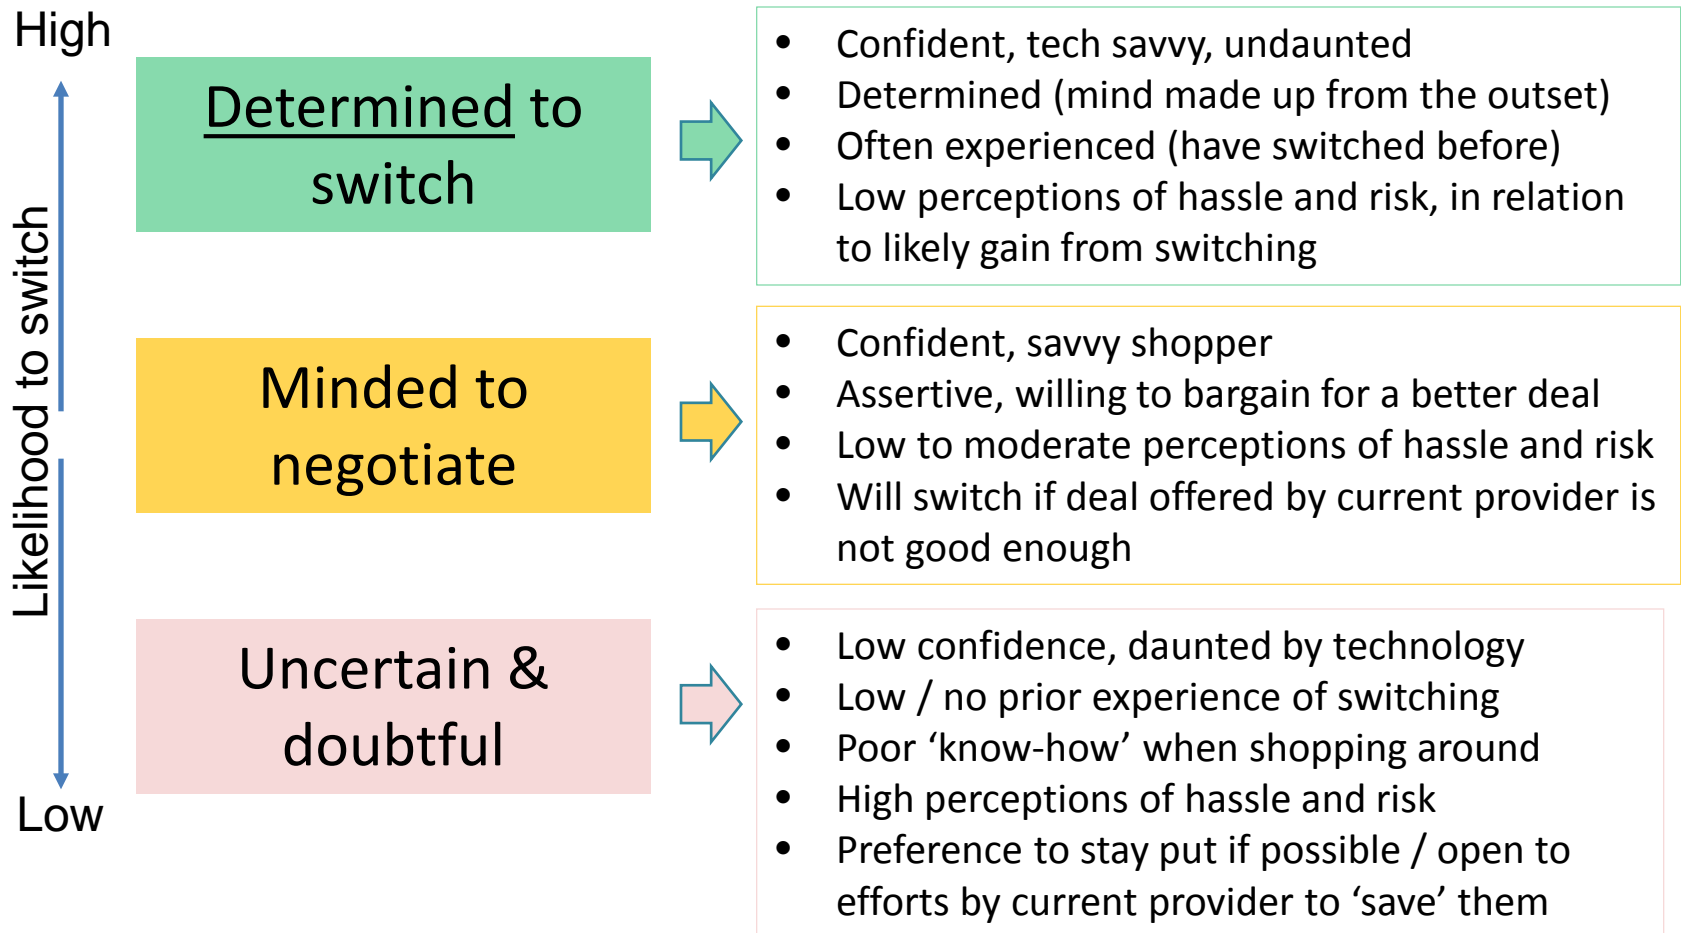 High
Likelihood to switch
Low
Determined to
switch
• Confident, tech savvy, undaunted
• Determined (mind made up from the outset)
• Often experienced (have switched before)
• Low perceptions of hassle and risk, in relation
to likely gain from switching
Minded to
negotiate
• Confident, savvy shopper
• Assertive, willing to bargain for a better deal
• Low to moderate perceptions of hassle and risk
• Will switch if deal offered by current provider is
not good enough
Uncertain &
doubtful
• Low confidence, daunted by technology
• Low / no prior experience of switching
• Poor ‘know-how’ when shopping around
• High perceptions of hassle and risk
• Preference to stay put if possible / open to
efforts by current provider to ‘save’ them